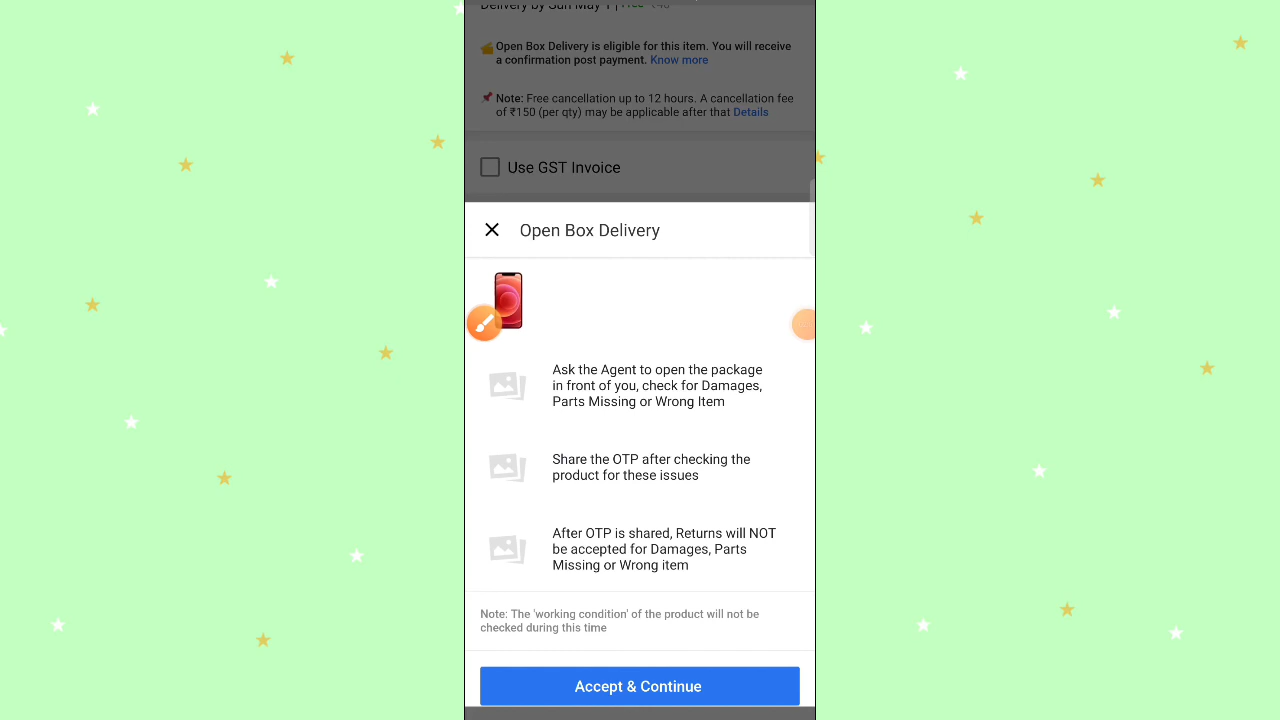 Delivery by Sun May 1 | Free ₹40
Open Box Delivery is eligible for this item. You will receive
a confirmation post payment. Know more
Note: Free cancellation up to 12 hours. A cancellation fee
of ₹150 (per qty) may be applicable after that Details
Use GST Invoice
Open Box Delivery
Ask the Agent to open the package
in front of you, check for Damages,
Parts Missing or Wrong Item
Share the OTP after checking the
product for these issues
After OTP is shared, Returns will NOT
be accepted for Damages, Parts
Missing or Wrong item
Note: The 'working condition' of the product will not be
checked during this time
Accept & Continue